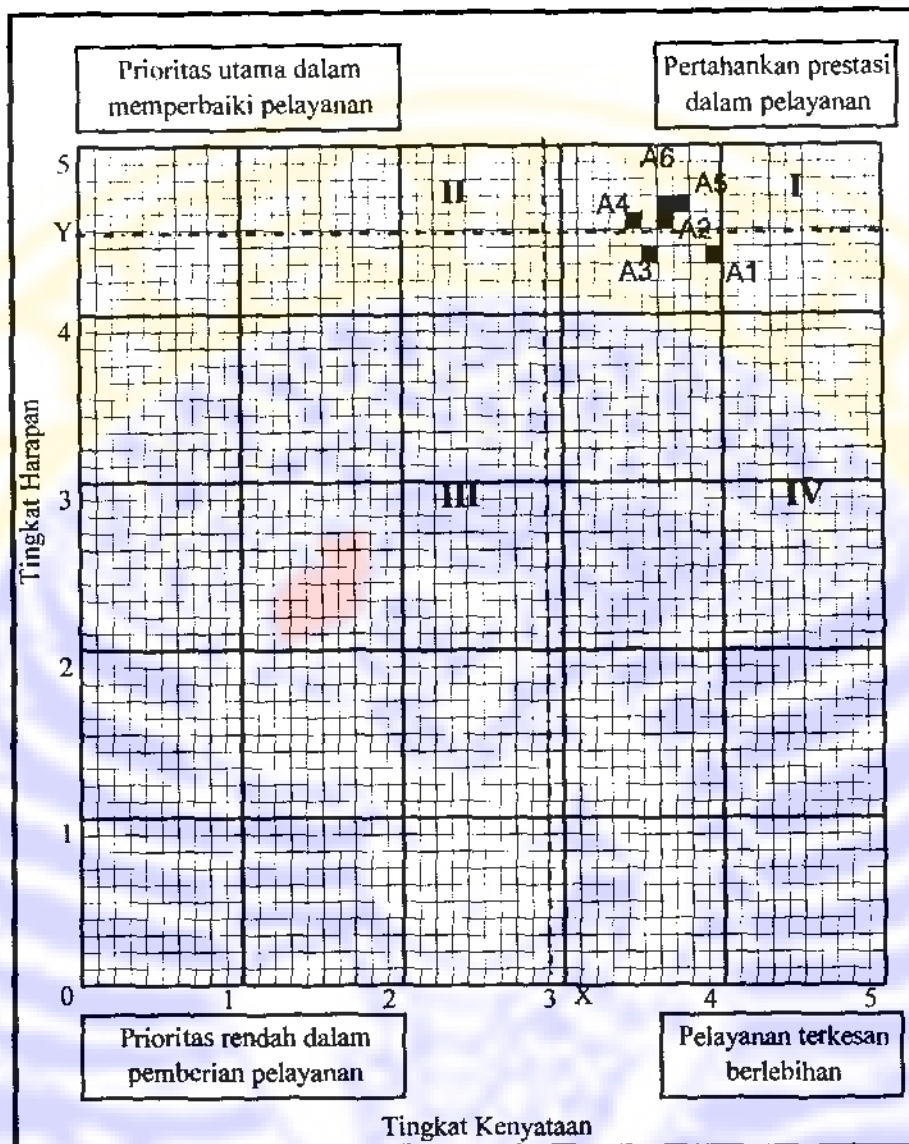 Prioritas utama dalam
memperbaiki pelayanan
Pertahankan prestasi
dalam pelayanan
5
A6
II
A5
I
A4
Y
A2
A3
A1
4
Tingkat Harapan
3
III
IV
2
1
0
1
2
3
X
4
5
Prioritas rendah dalam
pemberian pelayanan
Pelayanan terkesan
berlebihan
Tingkat Kenyataan